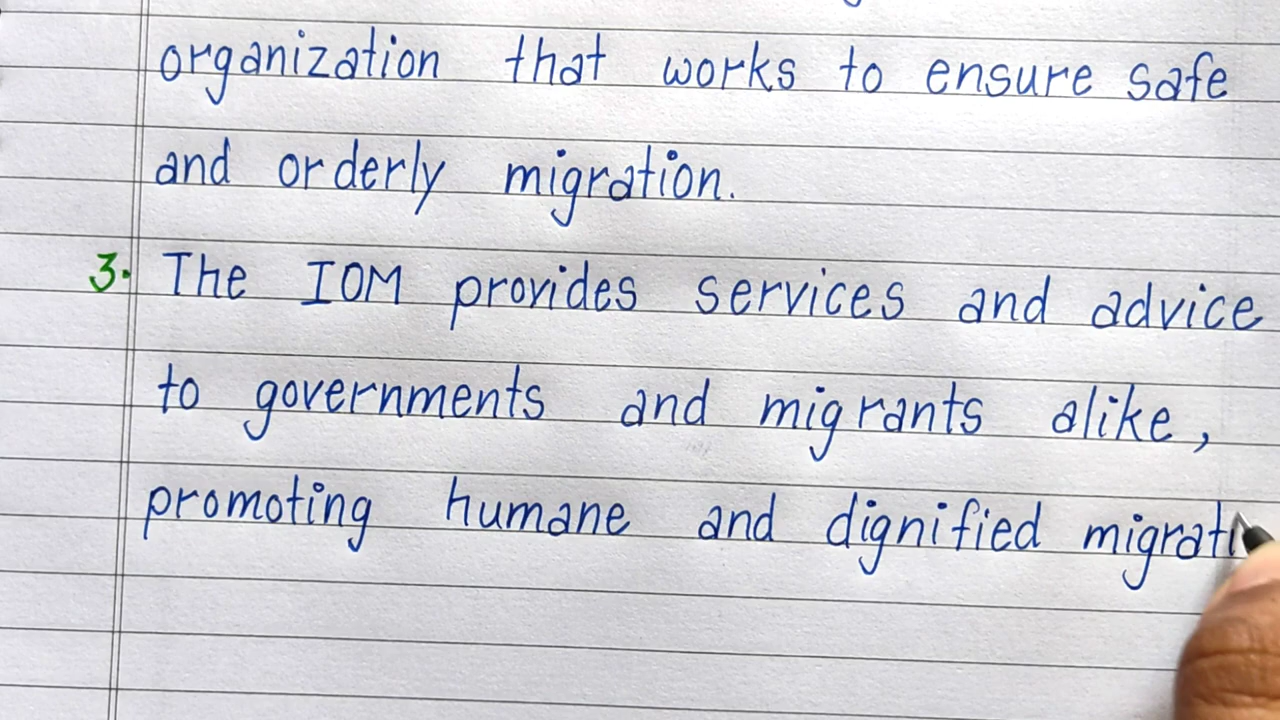 organization that works to ensure safe
and orderly migration.
3. The IOM provides services and advice
to governments and migrants alike,
promoting humane and dignified migrati